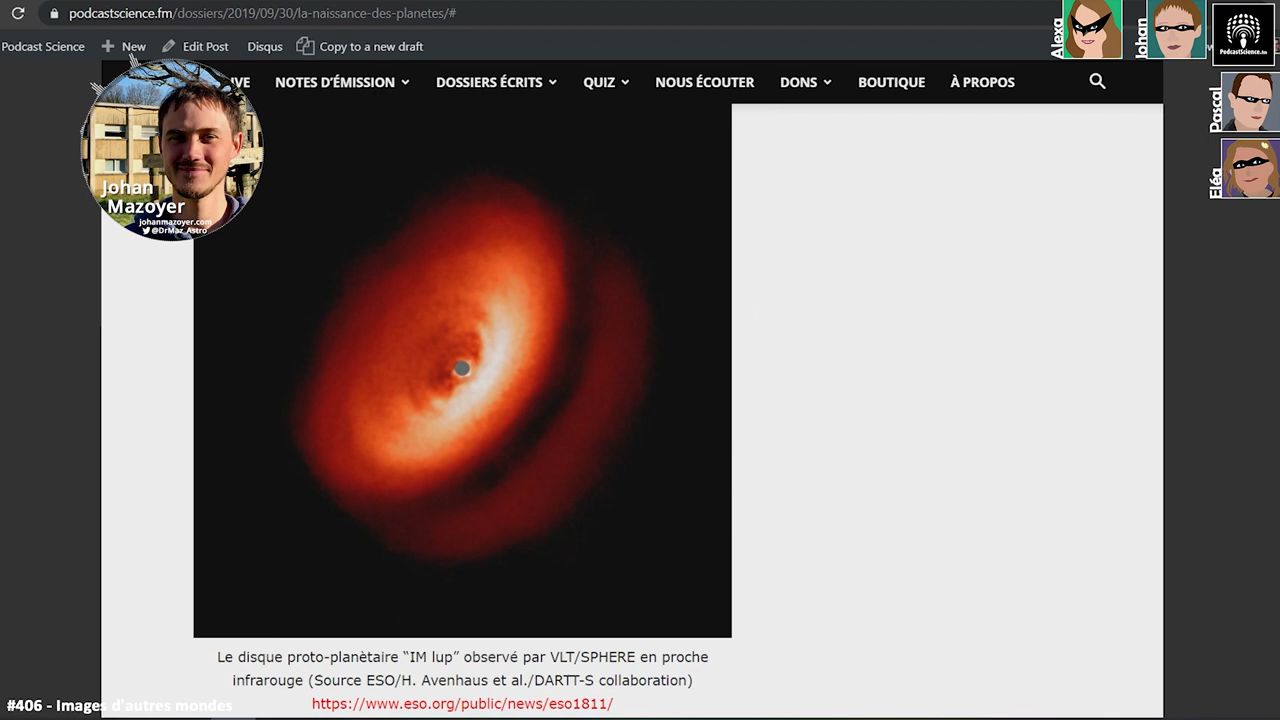 podcastscience.fm/dossiers/2019/09/30/la-naissance-des-planetes/#
Podcast Science + New Edit Post Disqus Copy to a new draft
NOTES D’ÉMISSION DOSSIERS ÉCRITS QUIZ NOUS ÉCOUTER DONS BOUTIQUE À PROPOS
Alexa
Johan
PodcastScience.fm
Pascal
Eléa
Johan
Mazoyer
johanmazoyer.com
@DrMaz_Astro
Le disque proto-planètaire “IM lup” observé par VLT/SPHERE en proche
infrarouge (Source ESO/H. Avenhaus et al./DARTT-S collaboration)
https://www.eso.org/public/news/eso1811/
#406 - Images d'autres mondes